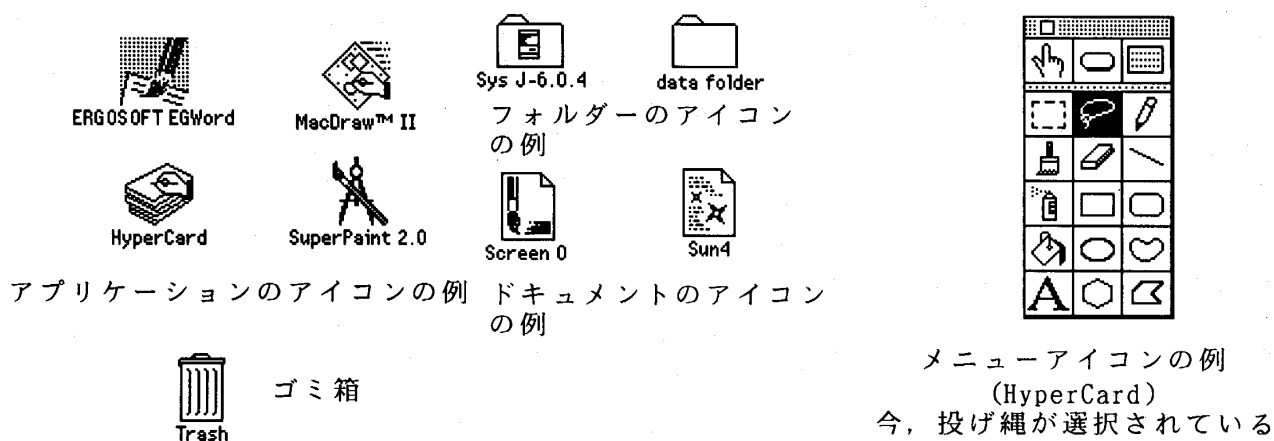 ERGOSOFT EGWord
MacDraw™ II
Sys J-6.0.4
data folder
フォルダーのアイコン
の例
HyperCard
SuperPaint 2.0
Screen 0
Sun4
アプリケーションのアイコンの例
ドキュメントのアイコン
の例
Trash
ゴミ箱
A
メニューアイコンの例
(HyperCard)
今,投げ縄が選択されている